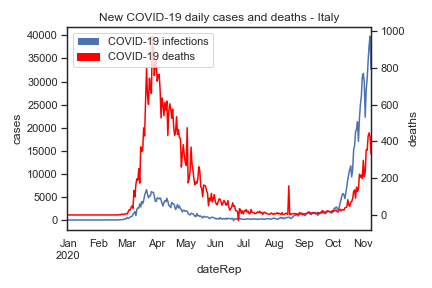 New COVID-19 daily cases and deaths - Italy
COVID-19 infections
COVID-19 deaths
cases
40000
35000
30000
25000
20000
15000
10000
5000
0
deaths
1000
800
600
400
200
0
Jan Feb Mar Apr May Jun Jul Aug Sep Oct Nov
2020
dateRep